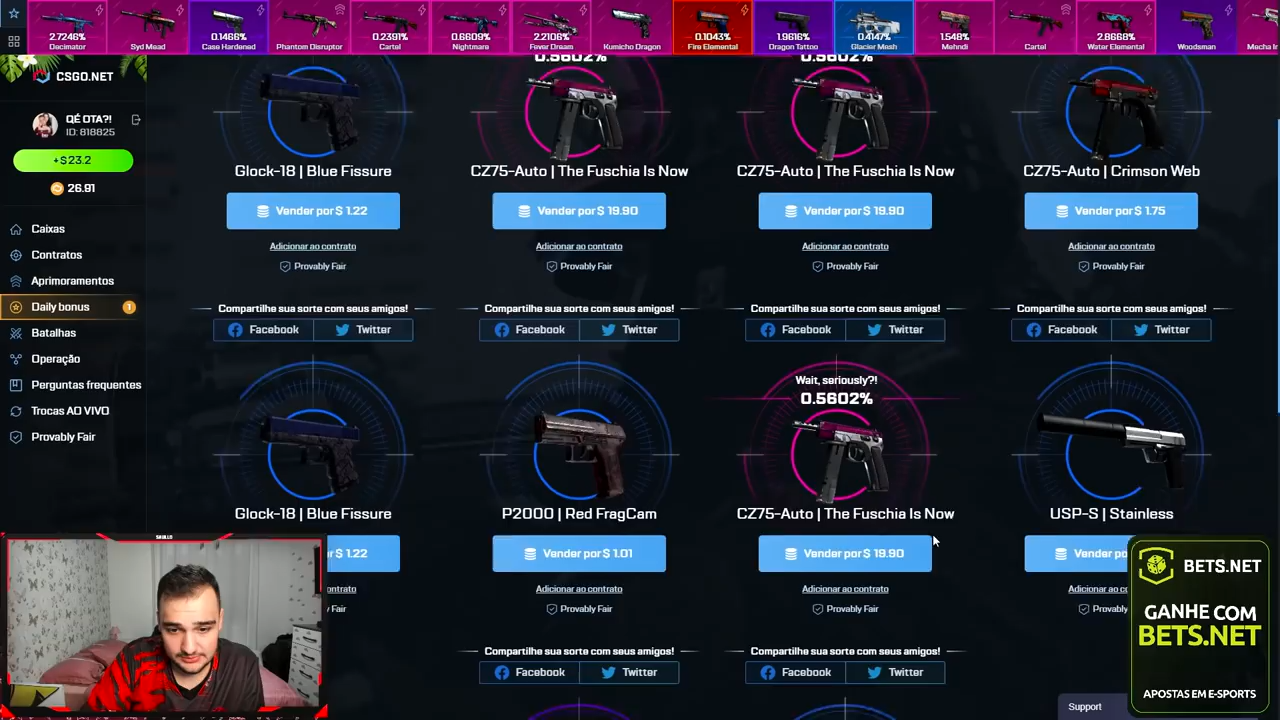 2.7246%
Decimator
Syd Mead
0.1466%
Case Hardened
Phantom Disruptor
0.2391%
Cartel
0.6609%
Nightmare
2.2106%
Fever Dream
Kumicho Dragon
0.1043%
Fire Elemental
1.9616%
Dragon Tattoo
0.4147%
Glacier Mesh
1.548%
Mehndi
Cartel
2.8668%
Water Elemental
Woodsman
CSGO.NET
QÉ OTA?!
ID: 818825
+$23.2
26.91
Caixas
Contratos
Aprimoramentos
Daily bonus 1
Batalhas
Operação
Perguntas frequentes
Trocas AO VIVO
Provably Fair
0.5602%
0.5602%
Glock-18 | Blue Fissure
CZ75-Auto | The Fuschia Is Now
CZ75-Auto | The Fuschia Is Now
CZ75-Auto | Crimson Web
Vender por $ 1.22
Vender por $ 19.90
Vender por $ 19.90
Vender por $ 1.75
Adicionar ao contrato
Adicionar ao contrato
Adicionar ao contrato
Adicionar ao contrato
Provably Fair
Provably Fair
Provably Fair
Provably Fair
Compartilhe sua sorte com seus amigos!
Compartilhe sua sorte com seus amigos!
Compartilhe sua sorte com seus amigos!
Compartilhe sua sorte com seus amigos!
Facebook Twitter
Facebook Twitter
Facebook Twitter
Facebook Twitter
Wait, seriously?!
0.5602%
Glock-18 | Blue Fissure
P2000 | Red FragCam
CZ75-Auto | The Fuschia Is Now
USP-S | Stainless
$ 1.22
Vender por $ 1.01
Vender por $ 19.90
Vender po
Adicionar ao contrato
Adicionar ao contrato
Provably Fair
Provably Fair
Compartilhe sua sorte com seus amigos!
Compartilhe sua sorte com seus amigos!
Facebook Twitter
Facebook Twitter
BETS.NET
GANHE COM
BETS.NET
APOSTAS EM E-SPORTS
Support